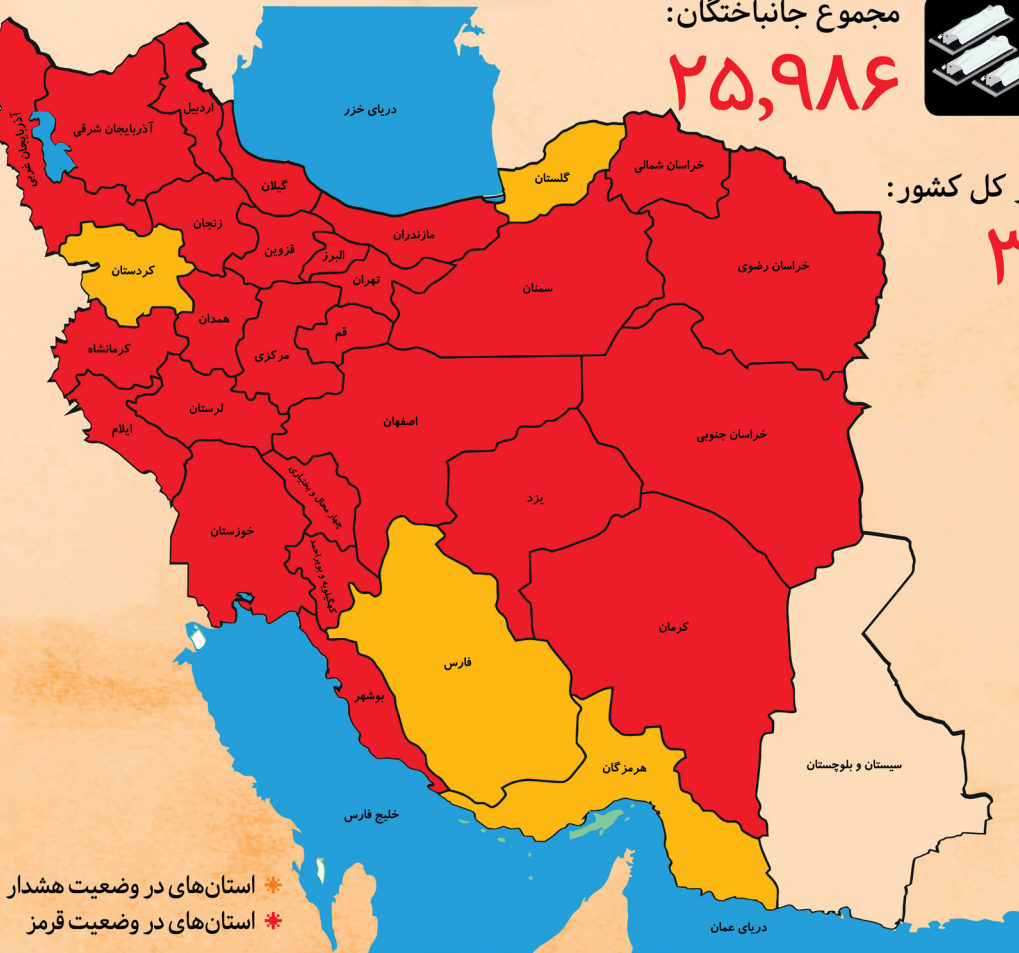 مجموع جانباختگان:
۲۵,۹۸۶
کل کشور:
دریای خزر
اردبیل
آذربایجان شرقی
آذربایجان غربی
گیلان
گلستان
خراسان شمالی
زنجان
مازندران
قزوین
البرز
تهران
خراسان رضوی
کردستان
سمنان
همدان
قم
کرمانشاه
مرکزی
لرستان
اصفهان
ایلام
خراسان جنوبی
چهار محال و بختیاری
یزد
خوزستان
کهگیلویه و بویراحمد
کرمان
فارس
بوشهر
هرمزگان
سیستان و بلوچستان
خلیج فارس
استان‌های در وضعیت هشدار
استان‌های در وضعیت قرمز
دریای عمان